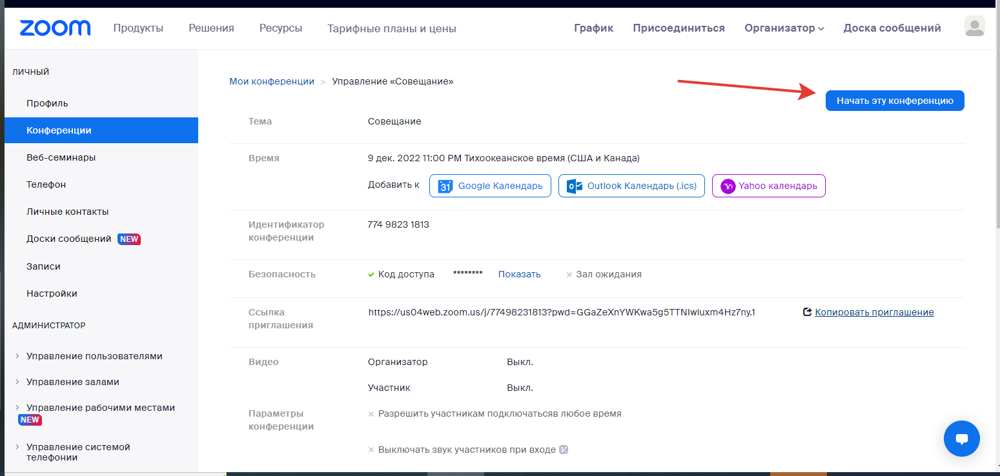 zoom Продукты Решения Ресурсы Тарифные планы и цены График Присоединиться Организатор Доска сообщений
ЛИЧНЫЙ
Профиль
Конференции
Веб-семинары
Телефон
Личные контакты
Доски сообщений NEW
Записи
Настройки
АДМИНИСТРАТОР
Управление пользователями
Управление залами
Управление рабочими местами
NEW
Управление системой
телефонии
Мои конференции > Управление «Совещание»
Начать эту конференцию
Тема Совещание
Время 9 дек. 2022 11:00 PM Тихоокеанское время (США и Канада)
Добавить к 31 Google Календарь Outlook Календарь (.ics) Yahoo календарь
Идентификатор
конференции
774 9823 1813
Безопасность Код доступа ******** Показать Зал ожидания
Ссылка
приглашения
https://us04web.zoom.us/j/77498231813?pwd=GGaZeXnYWKwa5g5TTNIwluxm4Hz7ny.1 Копировать приглашение
Видео Организатор Выкл.
Участник Выкл.
Параметры
конференции
Разрешить участникам подключатьсяв любое время
Выключать звук участников при входе